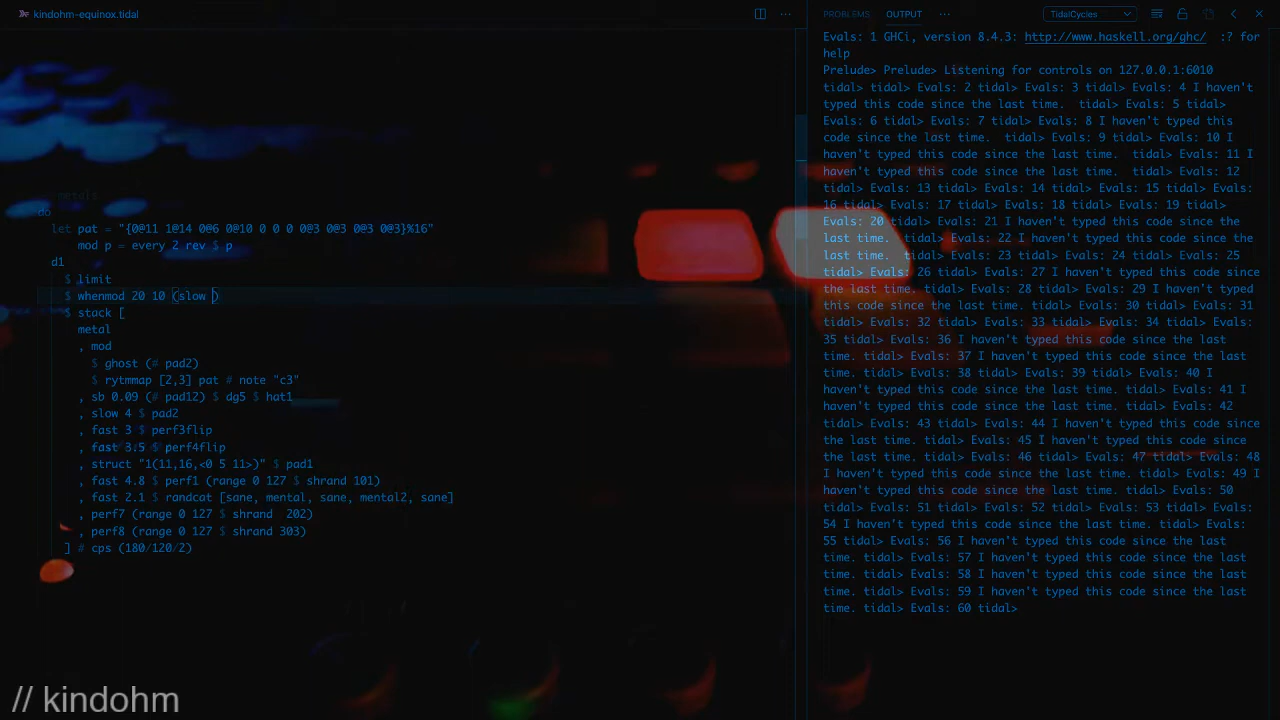 kindohm-equinox.tidal
metal
do
let pat = "{0@11 1@14 0@6 0@10 0 0 0 0@3 0@3 0@3 0@3}%16"
mod p = every 2 rev $ p
d1
$ limit
$ whenmod 20 10 (slow )
$ stack [
metal
, mod
$ ghost (# pad2)
$ rytmmap [2,3] pat # note "c3"
, sb 0.09 (# pad12) $ dg5 $ hat1
, slow 4 $ pad2
, fast 3 $ perf3flip
, fast 3.5 $ perf4flip
, struct "1(11,16,<0 5 11>)" $ pad1
, fast 4.8 $ perf1 (range 0 127 $ shrand 101)
, fast 2.1 $ randcat [sane, mental, sane, mental2, sane]
, perf7 (range 0 127 $ shrand  202)
, perf8 (range 0 127 $ shrand 303)
] # cps (180/120/2)
PROBLEMS OUTPUT ··· TidalCycles
Evals: 1 GHCi, version 8.4.3: http://www.haskell.org/ghc/  :? for
help
Prelude> Prelude> Listening for controls on 127.0.0.1:6010
tidal> tidal> Evals: 2 tidal> Evals: 3 tidal> Evals: 4 I haven't
typed this code since the last time.  tidal> Evals: 5 tidal>
Evals: 6 tidal> Evals: 7 tidal> Evals: 8 I haven't typed this
code since the last time.  tidal> Evals: 9 tidal> Evals: 10 I
haven't typed this code since the last time.  tidal> Evals: 11 I
haven't typed this code since the last time. tidal> Evals: 12
tidal> Evals: 13 tidal> Evals: 14 tidal> Evals: 15 tidal> Evals:
16 tidal> Evals: 17 tidal> Evals: 18 tidal> Evals: 19 tidal>
Evals: 20 tidal> Evals: 21 I haven't typed this code since the
last time.  tidal> Evals: 22 I haven't typed this code since the
last time.  tidal> Evals: 23 tidal> Evals: 24 tidal> Evals: 25
tidal> Evals: 26 tidal> Evals: 27 I haven't typed this code since
the last time. tidal> Evals: 28 tidal> Evals: 29 I haven't typed
this code since the last time. tidal> Evals: 30 tidal> Evals: 31
tidal> Evals: 32 tidal> Evals: 33 tidal> Evals: 34 tidal> Evals:
35 tidal> Evals: 36 I haven't typed this code since the last
time. tidal> Evals: 37 I haven't typed this code since the last
time. tidal> Evals: 38 tidal> Evals: 39 tidal> Evals: 40 I
haven't typed this code since the last time. tidal> Evals: 41 I
haven't typed this code since the last time. tidal> Evals: 42
tidal> Evals: 43 tidal> Evals: 44 I haven't typed this code since
the last time. tidal> Evals: 45 I haven't typed this code since
the last time. tidal> Evals: 46 tidal> Evals: 47 tidal> Evals: 48
I haven't typed this code since the last time. tidal> Evals: 49 I
haven't typed this code since the last time. tidal> Evals: 50
tidal> Evals: 51 tidal> Evals: 52 tidal> Evals: 53 tidal> Evals:
54 I haven't typed this code since the last time. tidal> Evals:
55 tidal> Evals: 56 I haven't typed this code since the last
time. tidal> Evals: 57 I haven't typed this code since the last
time. tidal> Evals: 58 I haven't typed this code since the last
time. tidal> Evals: 59 I haven't typed this code since the last
time. tidal> Evals: 60 tidal>
// kindohm